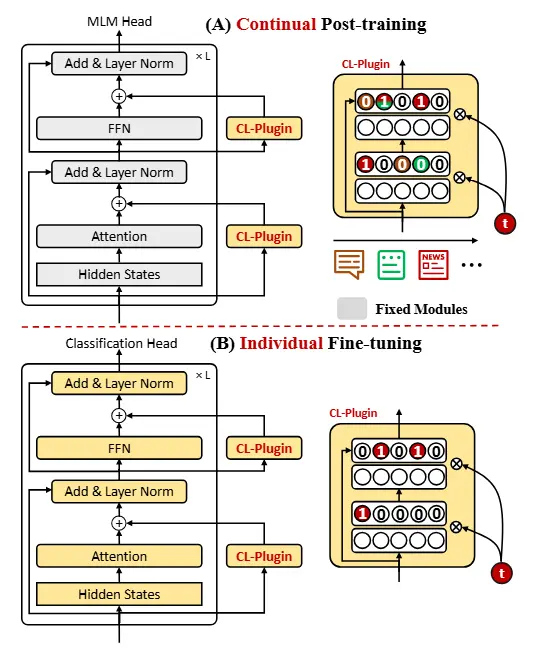 MLM Head
(A) Continual Post-training
Add & Layer Norm
× L
+
FFN
CL-Plugin
Add & Layer Norm
+
Attention
CL-Plugin
Hidden States
CL-Plugin
0 1 0 1 0
1 0 0 0 0
t
NEWS
...
Fixed Modules
Classification Head
(B) Individual Fine-tuning
Add & Layer Norm
× L
+
FFN
CL-Plugin
Add & Layer Norm
+
Attention
CL-Plugin
Hidden States
CL-Plugin
0 1 0 1 0
1 0 0 0 0
t